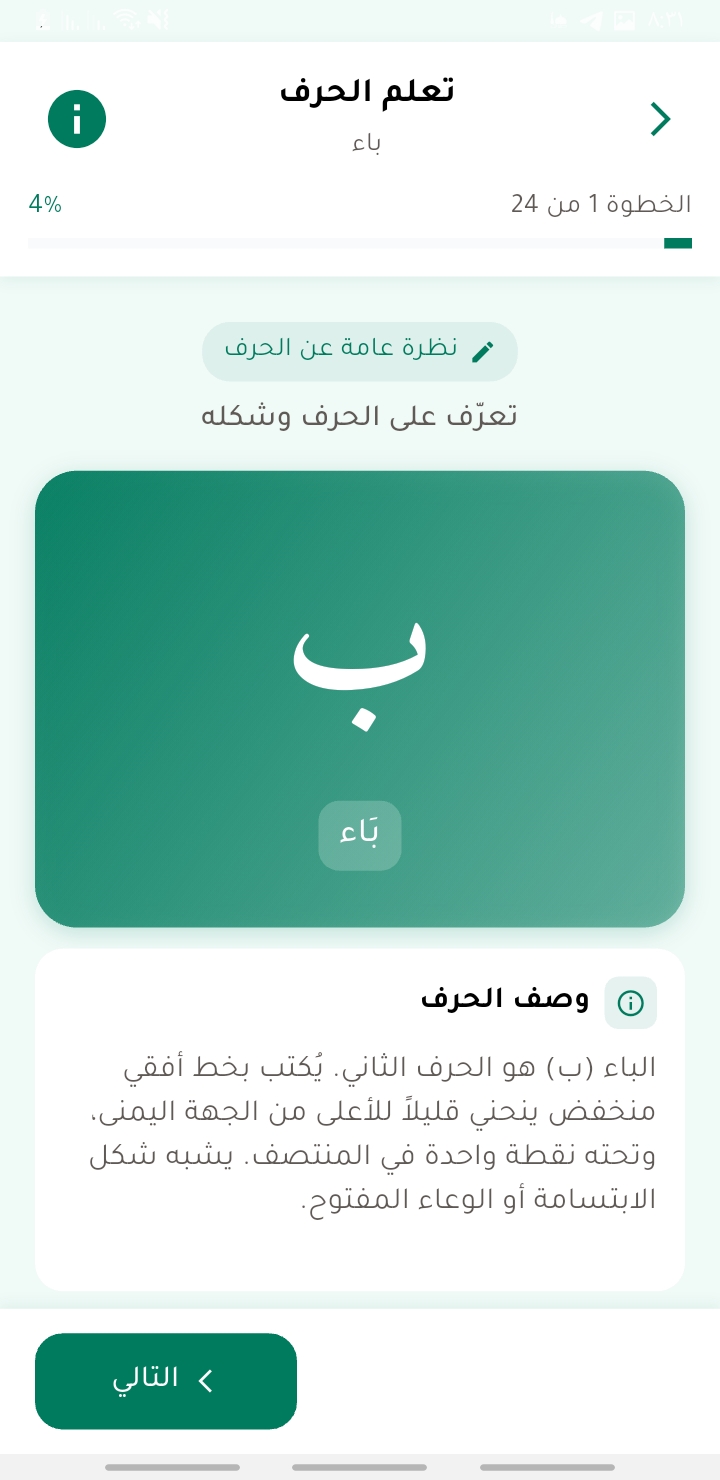 ٨:٢١
تعلم الحرف
باء
الخطوة 1 من 24
4%
نظرة عامة عن الحرف
تعرّف على الحرف وشكله
ب
بَاء
وصف الحرف
الباء (ب) هو الحرف الثاني. يُكتب بخط أفقي
منخفض ينحني قليلاً للأعلى من الجهة اليمنى،
وتحته نقطة واحدة في المنتصف. يشبه شكل
الابتسامة أو الوعاء المفتوح.
التالي